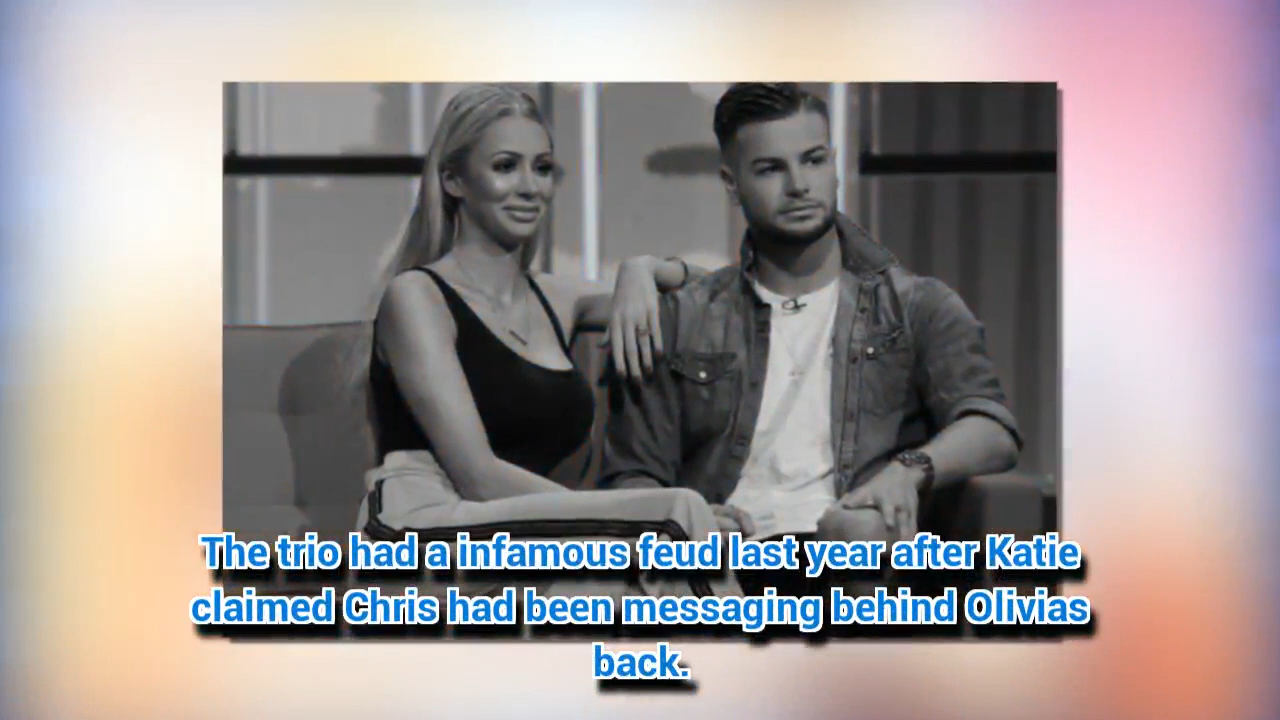 The trio had a infamous feud last year after Katie
claimed Chris had been messaging behind Olivias
back.